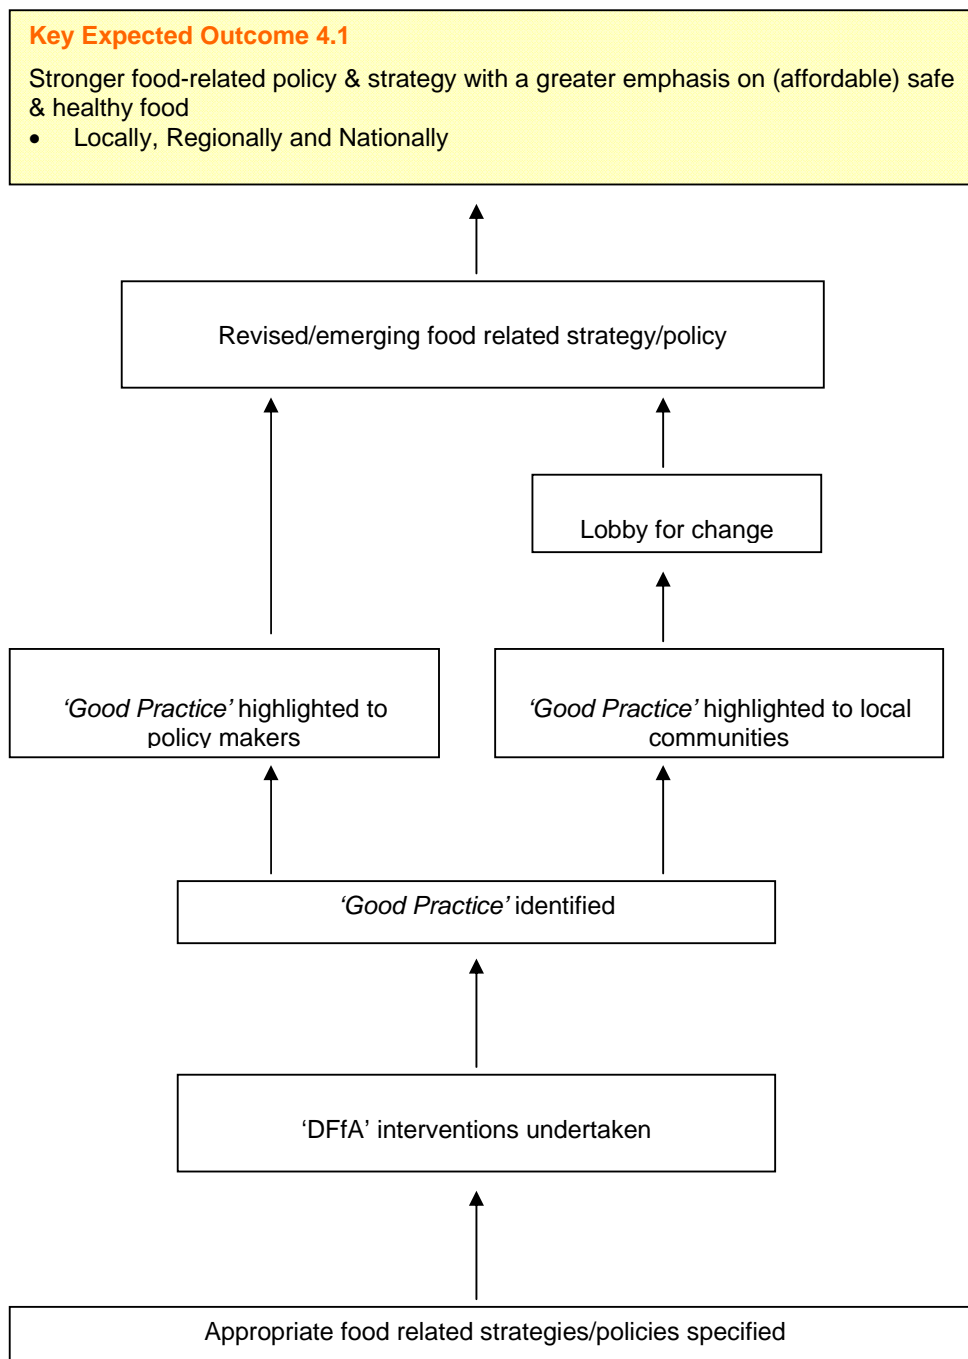 Key Expected Outcome 4.1
Stronger food-related policy & strategy with a greater emphasis on (affordable) safe
& healthy food
• Locally, Regionally and Nationally
Revised/emerging food related strategy/policy
Lobby for change
‘Good Practice’ highlighted to
policy makers
‘Good Practice’ highlighted to local
communities
‘Good Practice’ identified
‘DFfA’ interventions undertaken
Appropriate food related strategies/policies specified